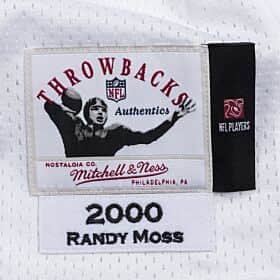 THROWBACKS
NFL
Authentics
NOSTALGIA CO.
Mitchell & Ness
PHILADELPHIA, PA
NFL PLAYERS
2000
RANDY MOSS